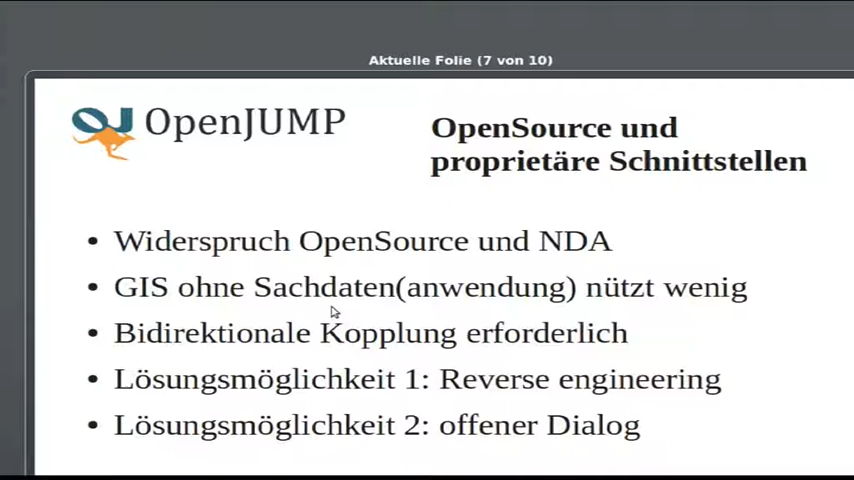 Aktuelle Folie (7 von 10)
OpenJUMP
OpenSource und
proprietäre Schnittstellen
• Widerspruch OpenSource und NDA
• GIS ohne Sachdaten(anwendung) nützt wenig
• Bidirektionale Kopplung erforderlich
• Lösungsmöglichkeit 1: Reverse engineering
• Lösungsmöglichkeit 2: offener Dialog